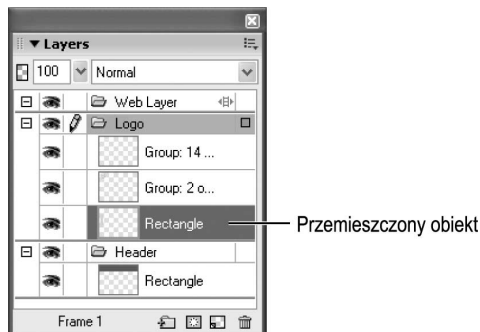 Layers
100 Normal
Web Layer
Logo
Group: 14 ...
Group: 2 o...
Rectangle
Przemieszczony obiekt
Header
Rectangle
Frame 1